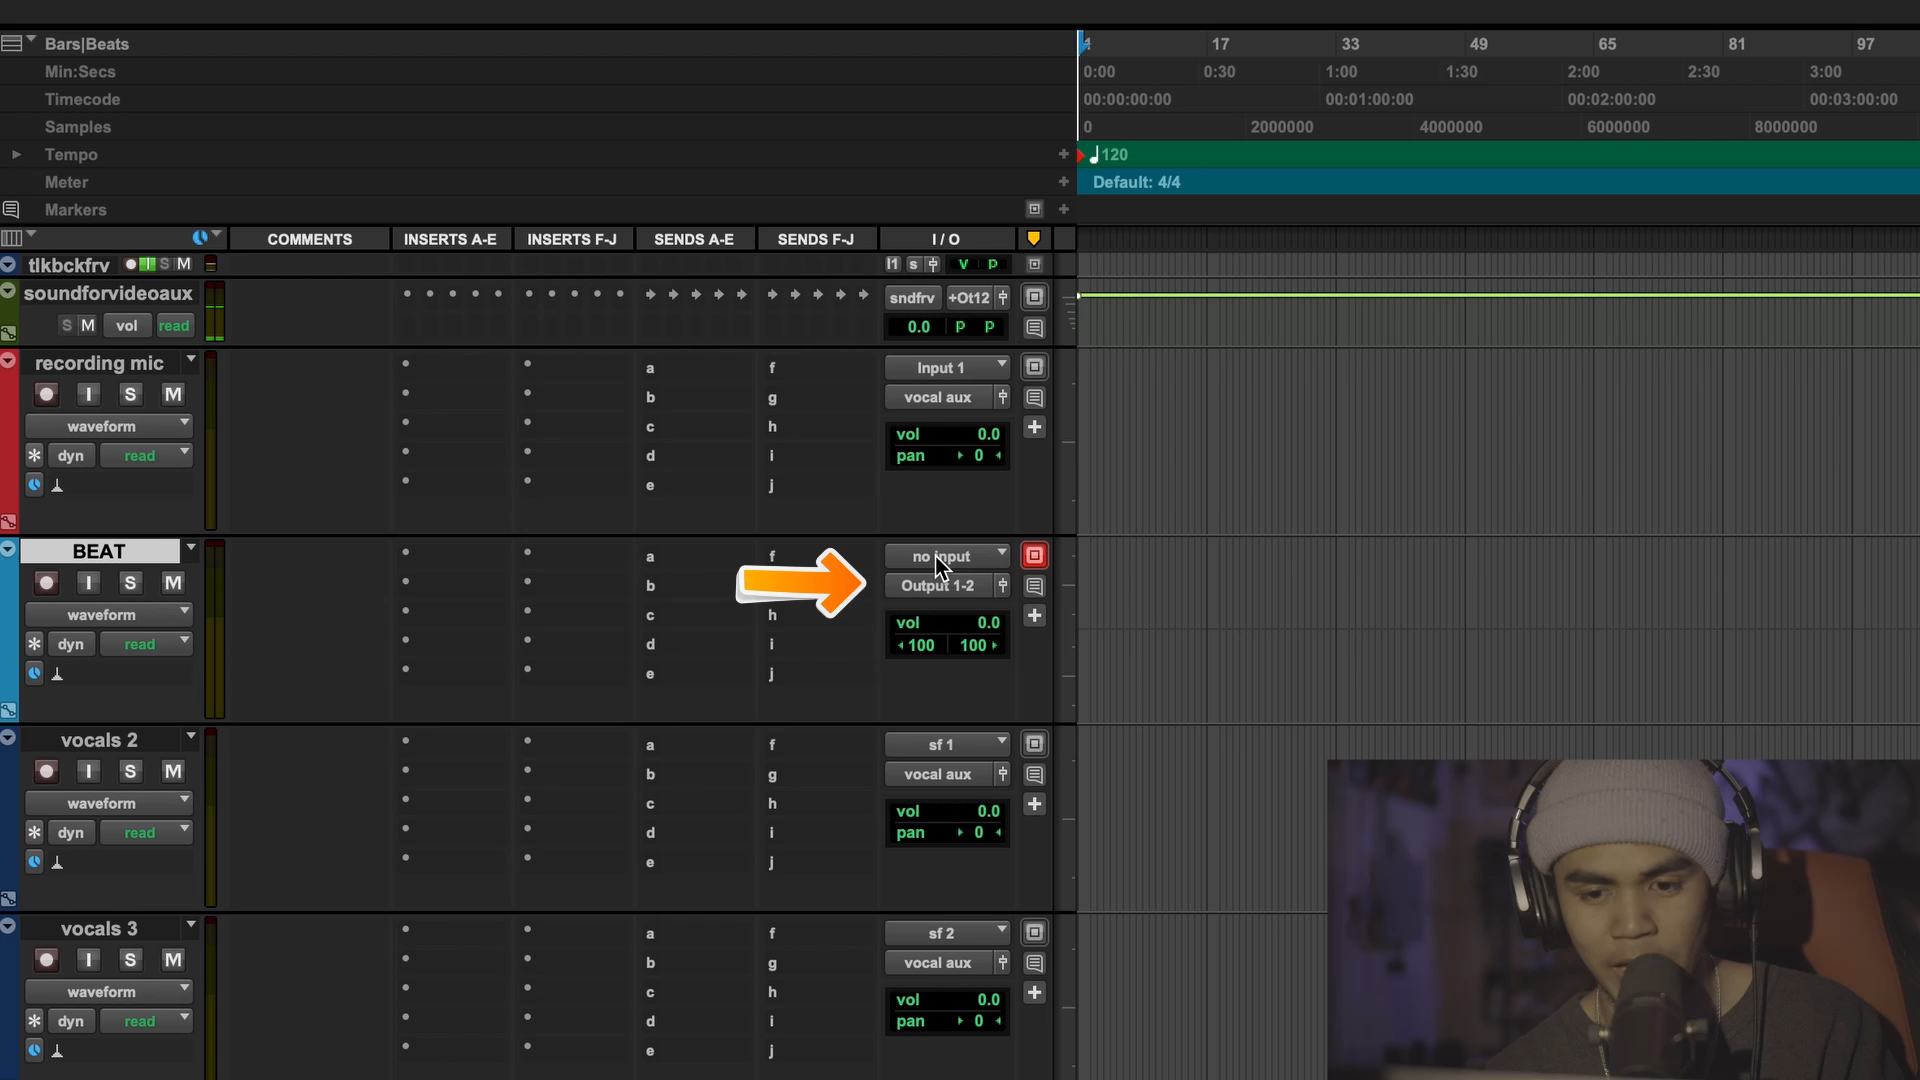 Bars|Beats
1 17 33 49 65 81 97
Min:Secs
0:00 0:30 1:00 1:30 2:00 2:30 3:00
Timecode
00:00:00:00 00:01:00:00 00:02:00:00 00:03:00:00
Samples
0 2000000 4000000 6000000 8000000
Tempo + 120
Meter + Default: 4/4
Markers +
COMMENTS INSERTS A-E INSERTS F-J SENDS A-E SENDS F-J I / O
tlkbckfrv I S M I1 s V P
soundforvideoaux sndfrv +Ot12
S M vol read 0.0 P P
recording mic a f Input 1
I S M b g vocal aux
waveform c h vol 0.0
dyn read d i pan 0
e j
BEAT a f no input
I S M b Output 1-2
waveform c h vol 0.0
dyn read d i 100 100
e j
vocals 2 a f sf 1
I S M b g vocal aux
waveform c h vol 0.0
dyn read d i pan 0
e j
vocals 3 a f sf 2
I S M b g vocal aux
waveform c h vol 0.0
dyn read d i pan 0
e j